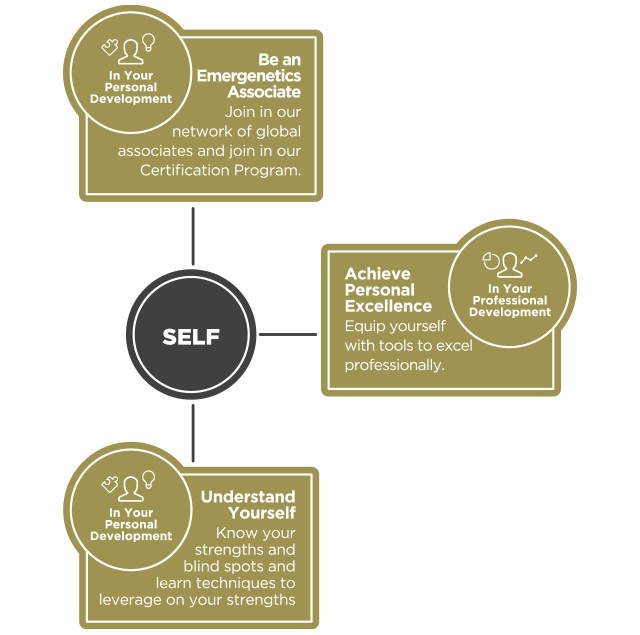 In Your
Personal
Development
Be an
Emergenetics
Associate
Join in our
network of global
associates and join in our
Certification Program.
SELF
Achieve
Personal
Excellence
Equip yourself
with tools to excel
professionally.
In Your
Professional
Development
In Your
Personal
Development
Understand
Yourself
Know your
strengths and
blind spots and
learn techniques to
leverage on your strengths